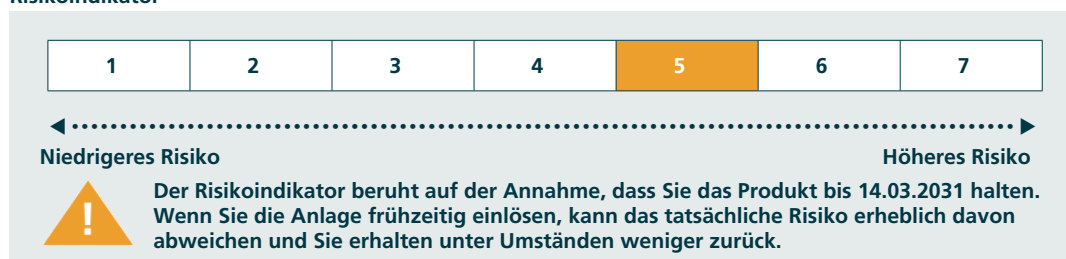 Risikoindikator
1 2 3 4 5 6 7
Niedrigeres Risiko Höheres Risiko
! Der Risikoindikator beruht auf der Annahme, dass Sie das Produkt bis 14.03.2031 halten.
Wenn Sie die Anlage frühzeitig einlösen, kann das tatsächliche Risiko erheblich davon
abweichen und Sie erhalten unter Umständen weniger zurück.